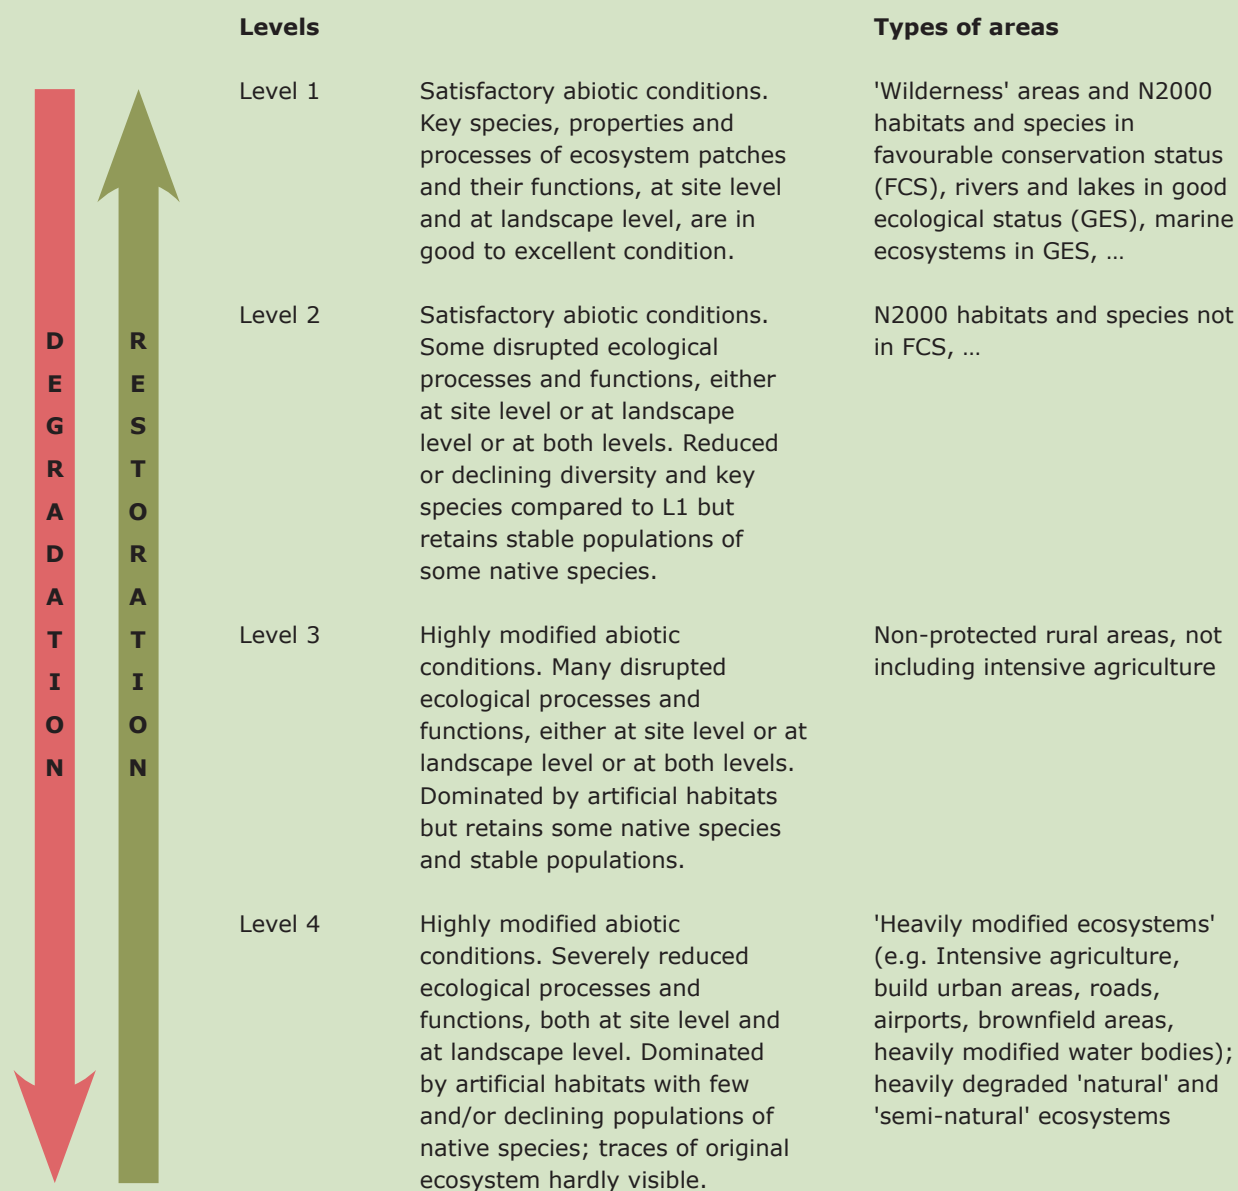 Levels
Types of areas
DEGRADATION
RESTORATION
Level 1
Satisfactory abiotic conditions.
Key species, properties and
processes of ecosystem patches
and their functions, at site level
and at landscape level, are in
good to excellent condition.
'Wilderness' areas and N2000
habitats and species in
favourable conservation status
(FCS), rivers and lakes in good
ecological status (GES), marine
ecosystems in GES, …
Level 2
Satisfactory abiotic conditions.
Some disrupted ecological
processes and functions, either
at site level or at landscape
level or at both levels. Reduced
or declining diversity and key
species compared to L1 but
retains stable populations of
some native species.
N2000 habitats and species not
in FCS, …
Level 3
Highly modified abiotic
conditions. Many disrupted
ecological processes and
functions, either at site level or at
landscape level or at both levels.
Dominated by artificial habitats
but retains some native species
and stable populations.
Non-protected rural areas, not
including intensive agriculture
Level 4
Highly modified abiotic
conditions. Severely reduced
ecological processes and
functions, both at site level and
at landscape level. Dominated
by artificial habitats with few
and/or declining populations of
native species; traces of original
ecosystem hardly visible.
'Heavily modified ecosystems'
(e.g. Intensive agriculture,
build urban areas, roads,
airports, brownfield areas,
heavily modified water bodies);
heavily degraded 'natural' and
'semi-natural' ecosystems